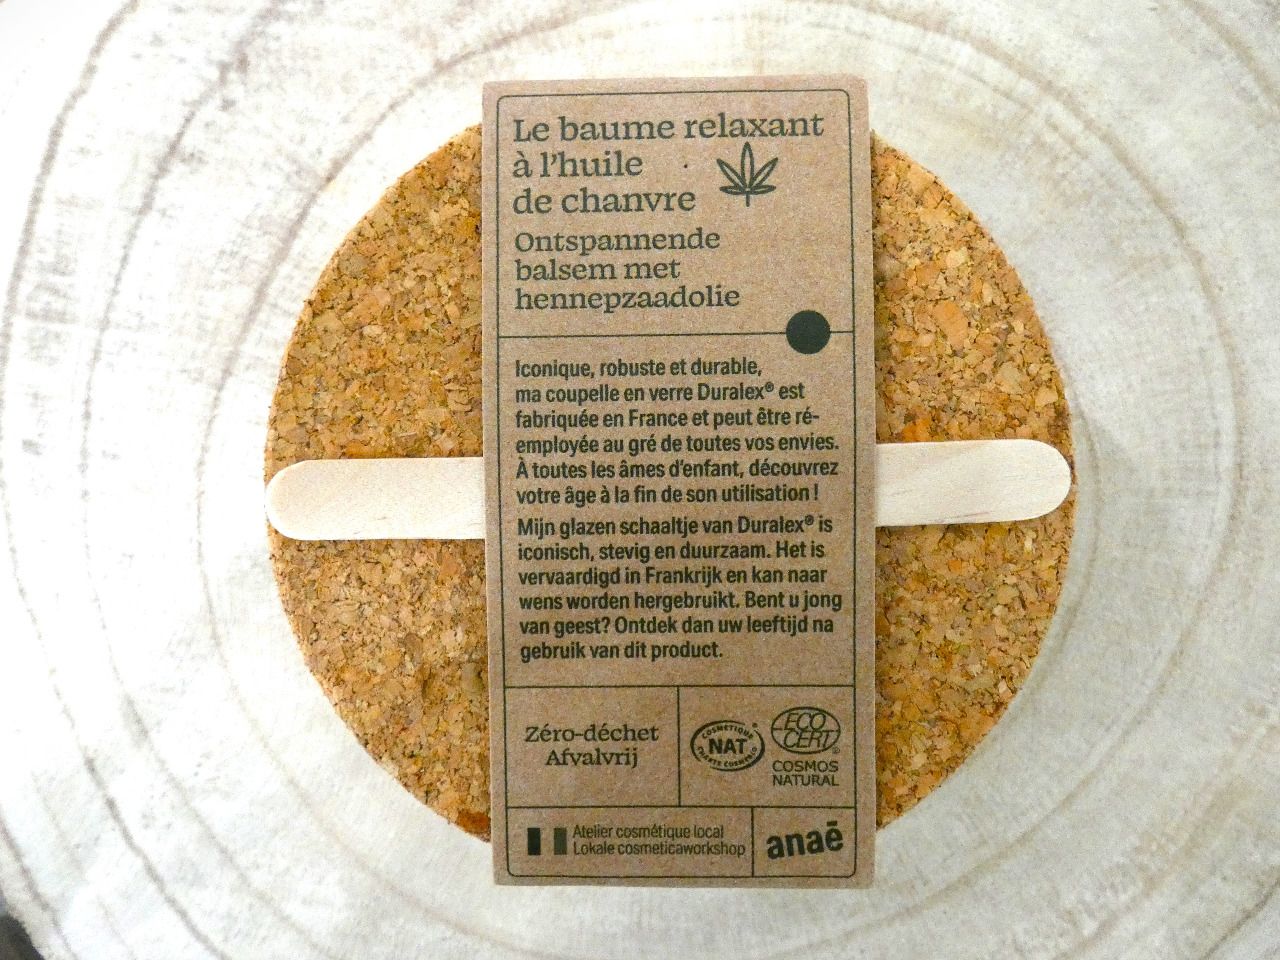 Le baume relaxant
à l'huile
de chanvre
Ontspannende
balsem met
hennepzaadolie
Iconique, robuste et durable,
ma coupelle en verre Duralex® est
fabriquée en France et peut être ré-
employée au gré de toutes vos envies.
À toutes les âmes d'enfant, découvrez
votre âge à la fin de son utilisation !
Mijn glazen schaaltje van Duralex® is
iconisch, stevig en duurzaam. Het is
vervaardigd in Frankrijk en kan naar
wens worden hergebruikt. Bent u jong
van geest? Ontdek dan uw leeftijd na
gebruik van dit product.
Zéro-déchet
Afvalvrij
COSMÉTIQUE
NAT
CHARTE COSMEBIO
®
ECO
CERT
®
COSMOS
NATURAL
Atelier cosmétique local
Lokale cosmeticaworkshop
anaē